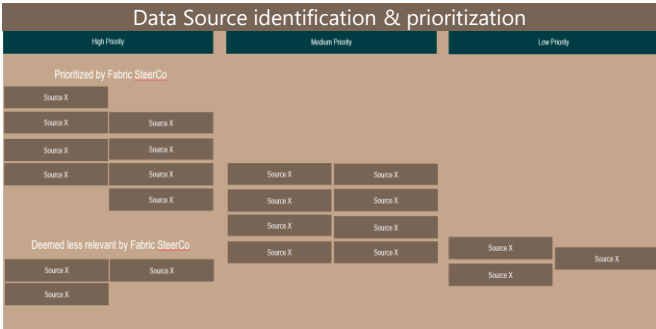 Data Source identification & prioritization
High Priority
Medium Priority
Low Priority
Prioritized by Fabric SteerCo
Source X
Source X
Source X
Source X
Source X
Source X
Source X
Source X
Deemed less relevant by Fabric SteerCo
Source X
Source X
Source X
Source X
Source X
Source X
Source X
Source X
Source X
Source X
Source X
Source X
Source X
Source X